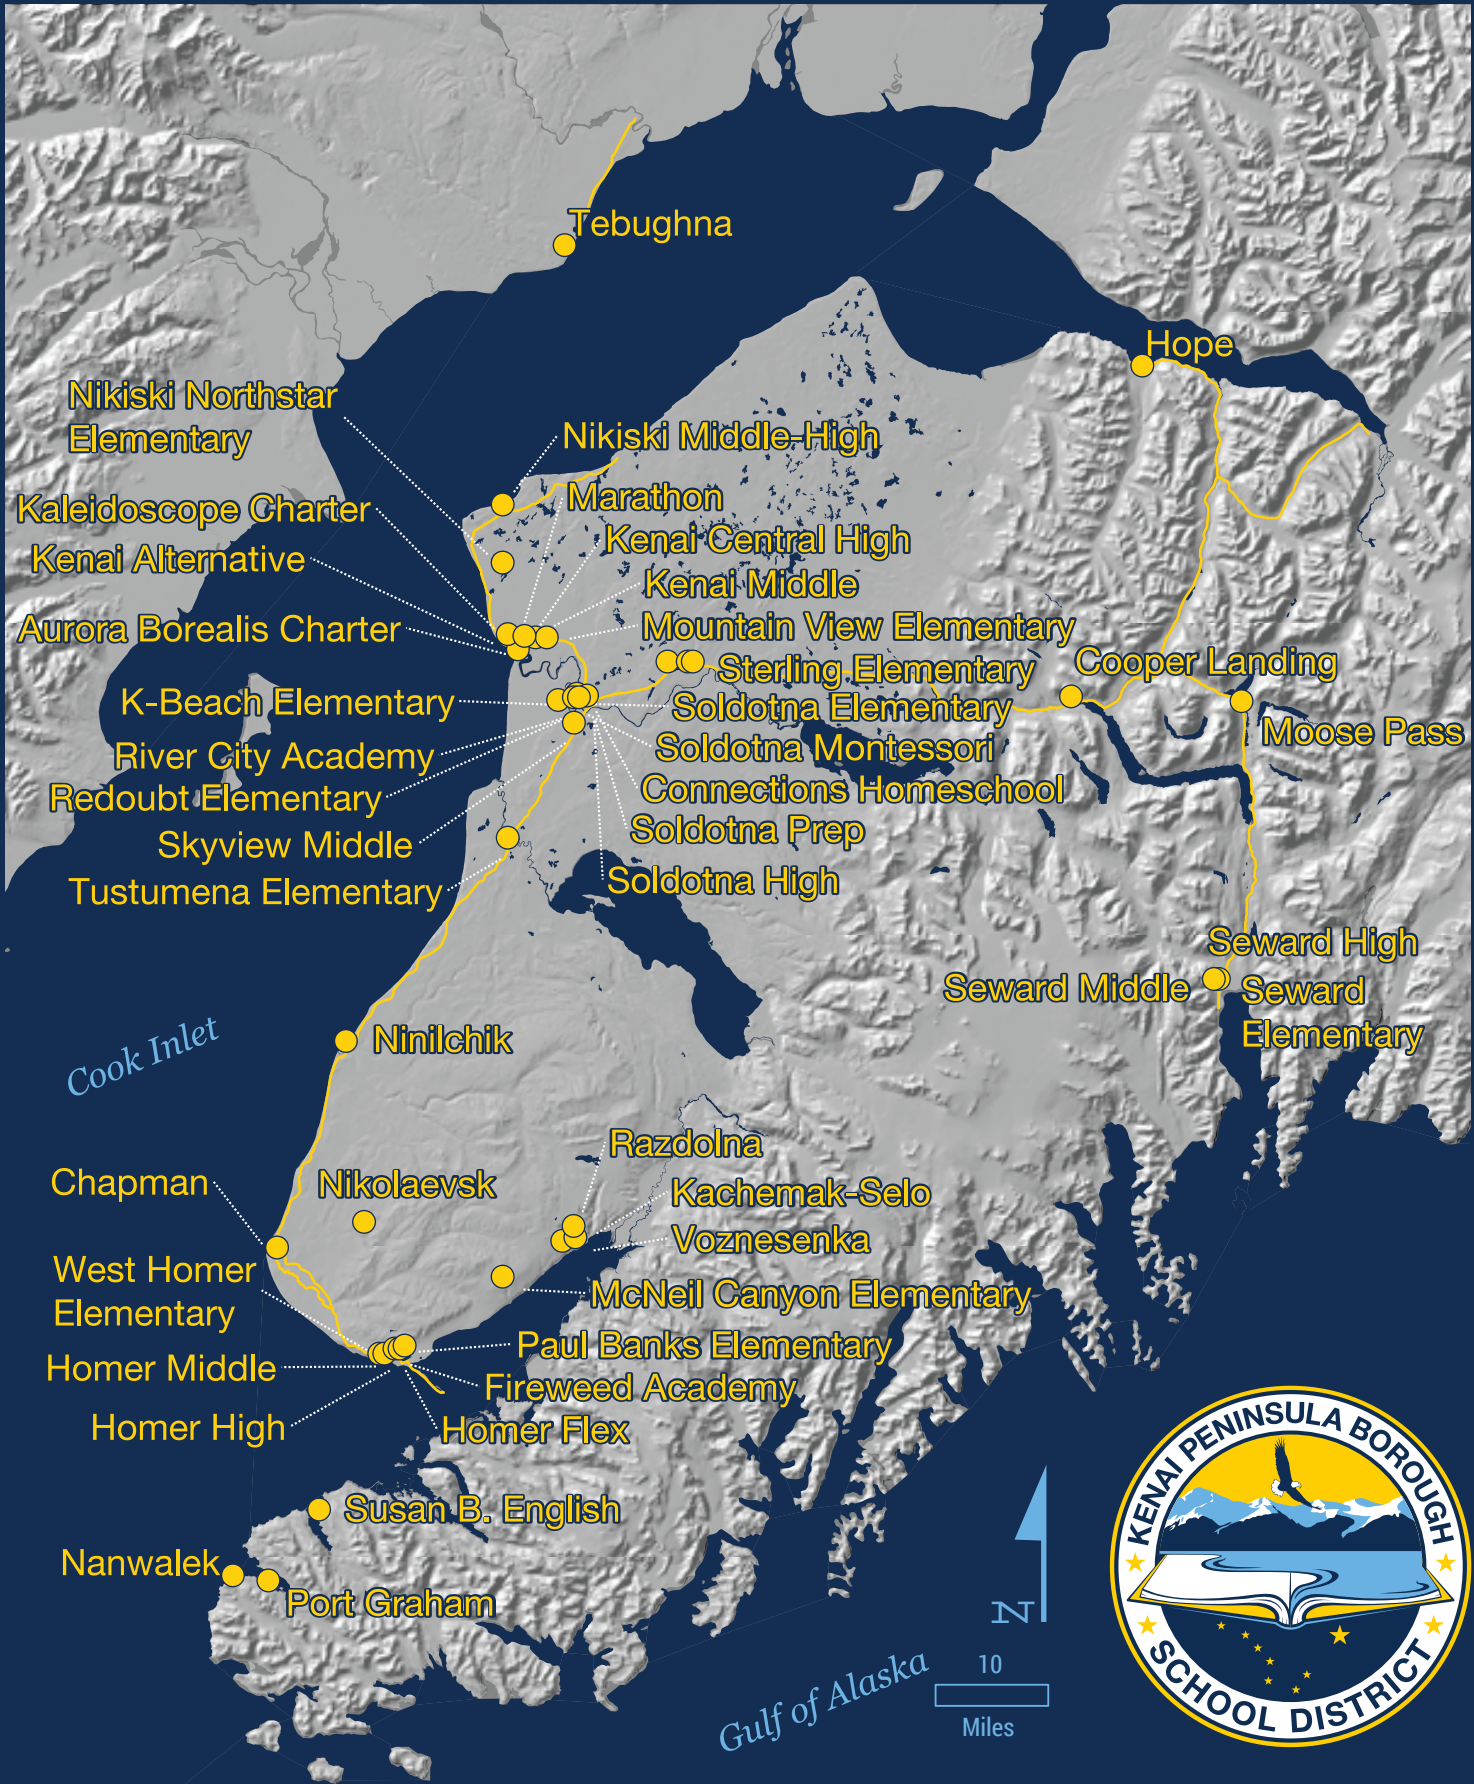 Tebughna
Hope
Nikiski Northstar
Elementary
Nikiski Middle-High
Kaleidoscope Charter
Marathon
Kenai Central High
Kenai Alternative
Kenai Middle
Aurora Borealis Charter
Mountain View Elementary
Sterling Elementary
Cooper Landing
K-Beach Elementary
Soldotna Elementary
Moose Pass
River City Academy
Soldotna Montessori
Redoubt Elementary
Connections Homeschool
Skyview Middle
Soldotna Prep
Tustumena Elementary
Soldotna High
Seward High
Seward Middle
Seward
Elementary
Cook Inlet
Ninilchik
Razdolna
Chapman
Nikolaevsk
Kachemak-Selo
Voznesenka
West Homer
Elementary
McNeil Canyon Elementary
Paul Banks Elementary
Homer Middle
Fireweed Academy
Homer High
Homer Flex
Susan B. English
Nanwalek
Port Graham
N
Gulf of Alaska
10
Miles
KENAI PENINSULA BOROUGH
SCHOOL DISTRICT